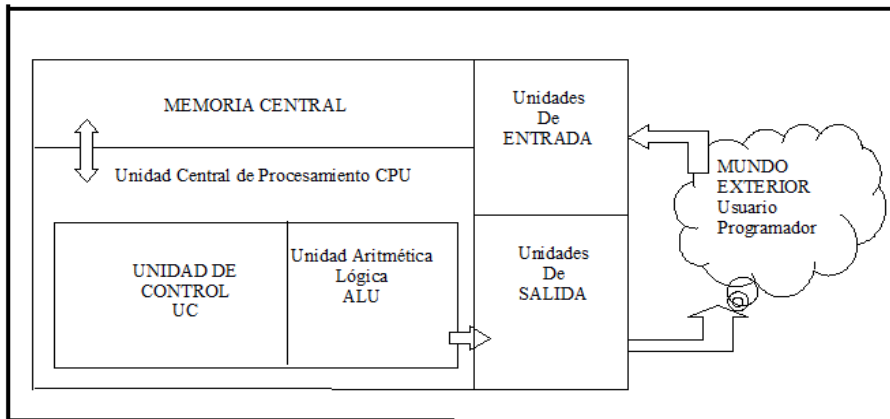 MEMORIA CENTRAL
Unidad Central de Procesamiento CPU
UNIDAD DE
CONTROL
UC
Unidad Aritmética
Lógica
ALU
Unidades
De
ENTRADA
Unidades
De
SALIDA
MUNDO
EXTERIOR
Usuario
Programador